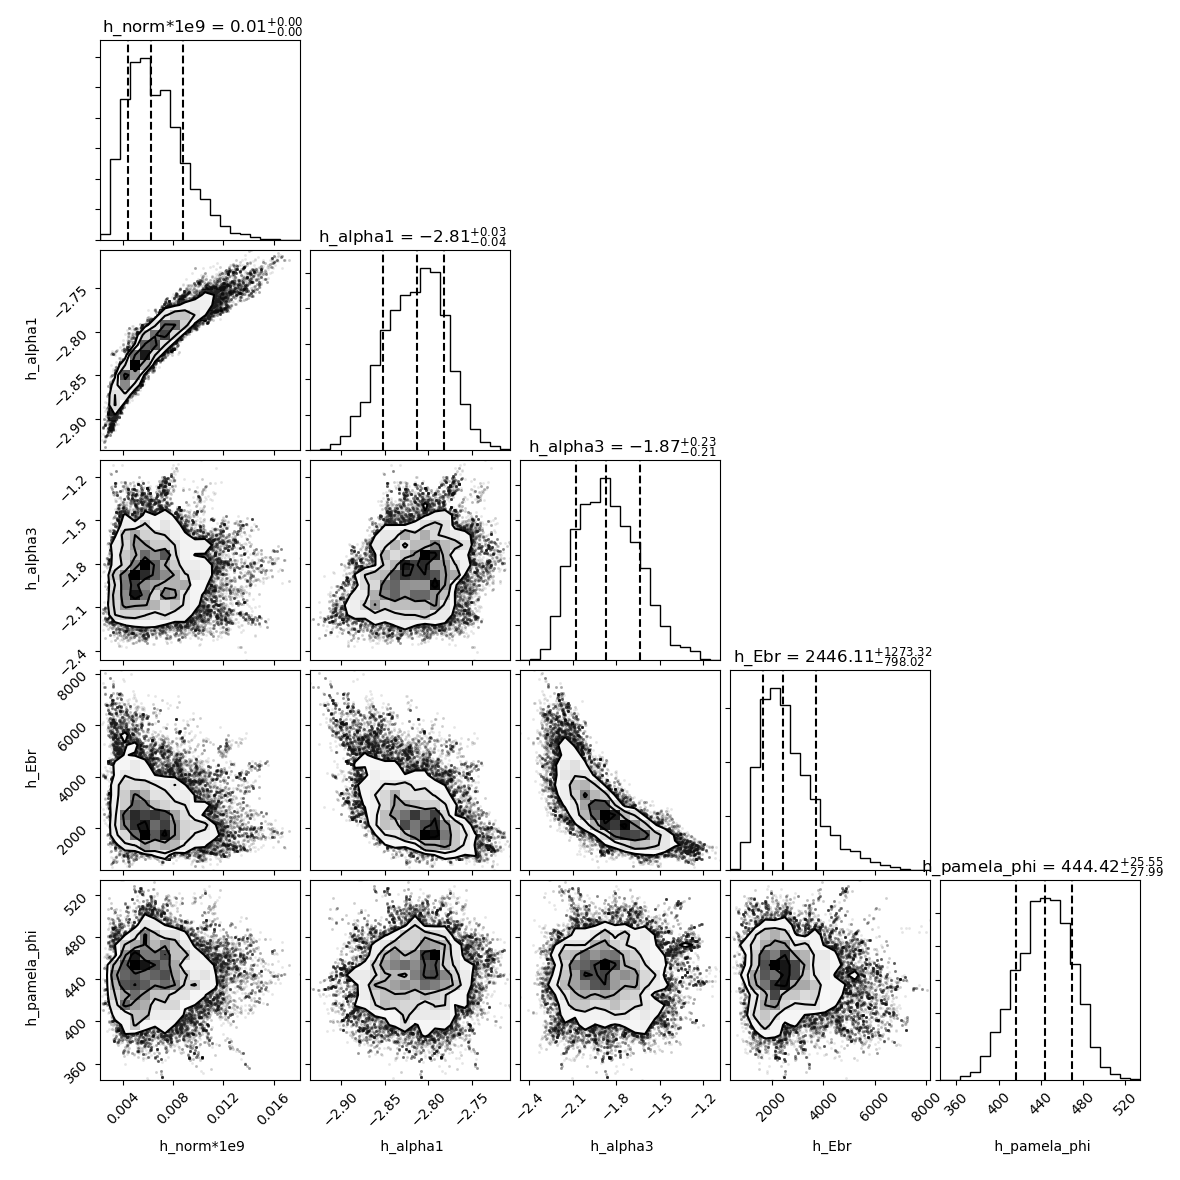 h_norm*1e9 = 0.01+0.00 −0.00
h_alpha1 = −2.81+0.03 −0.04
−2.75
−2.80
−2.85
−2.90
h_alpha1
h_alpha3 = −1.87+0.23 −0.21
−1.2
−1.5
−1.8
−2.1
−2.4
h_alpha3
h_Ebr = 2446.11+1273.32 −798.02
8000
6000
4000
2000
h_Ebr
h_pamela_phi = 444.42+25.55 −27.99
520
480
440
400
360
h_pamela_phi
0.004 0.008 0.012 0.016
−2.90 −2.85 −2.80 −2.75
−2.4 −2.1 −1.8 −1.5 −1.2
2000 4000 6000 8000
360 400 440 480 520
h_norm*1e9 h_alpha1 h_alpha3 h_Ebr h_pamela_phi